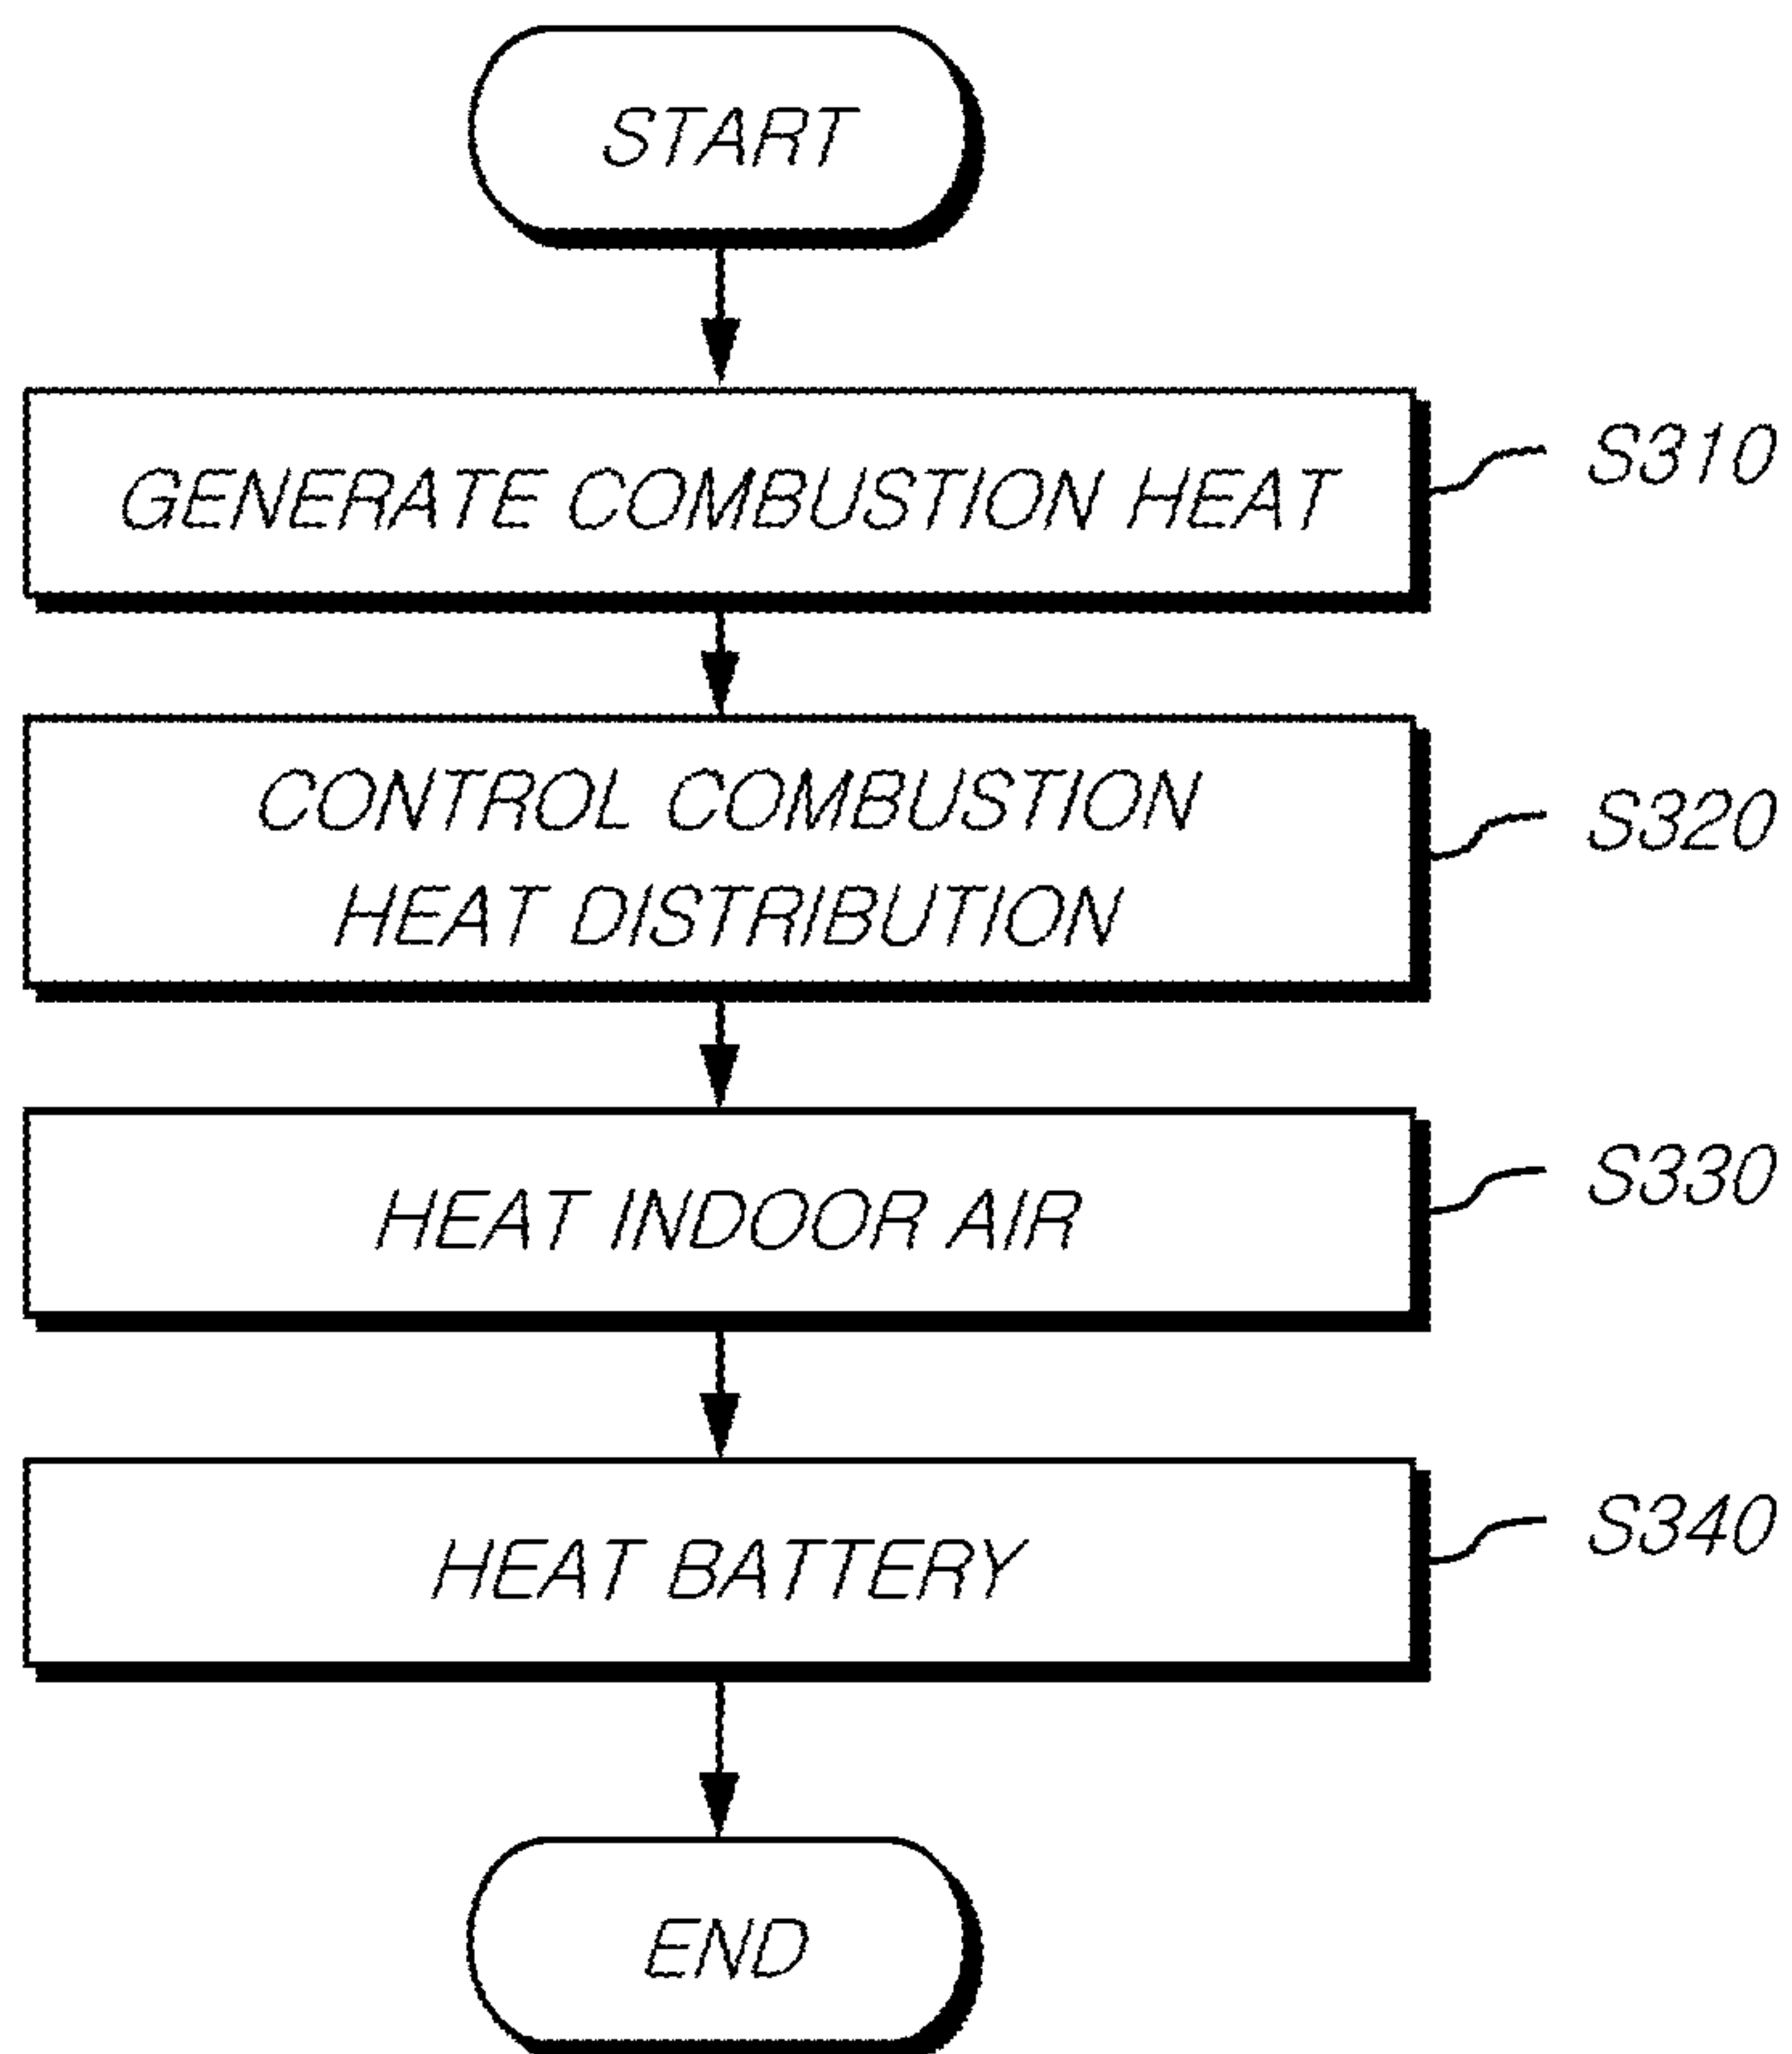 START
GENERATE COMBUSTION HEAT
S310
CONTROL COMBUSTION
HEAT DISTRIBUTION
S320
HEAT INDOOR AIR
S330
HEAT BATTERY
S340
END